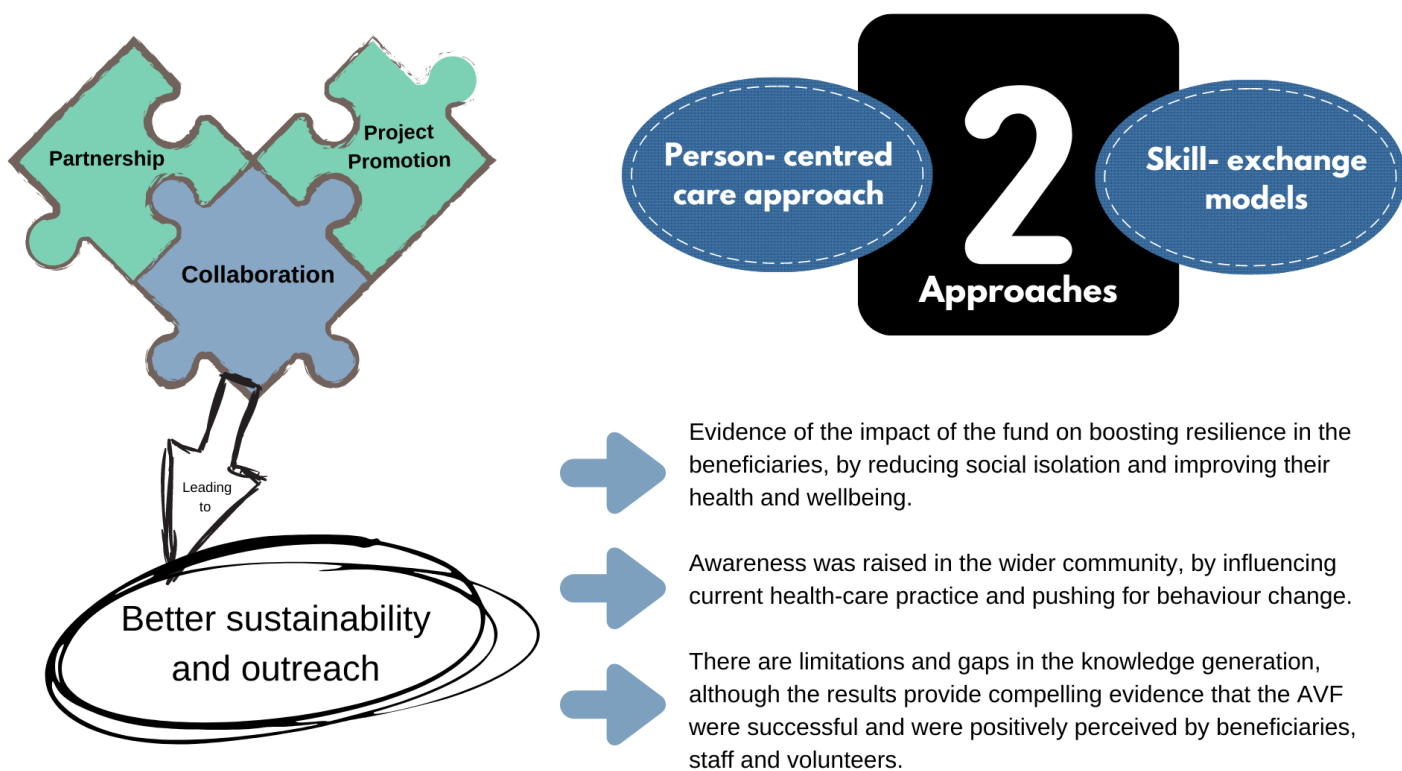 Partnership
Project
Promotion
Collaboration
Leading
to
Better sustainability
and outreach
Person- centred
care approach
2
Approaches
Skill- exchange
models
Evidence of the impact of the fund on boosting resilience in the
beneficiaries, by reducing social isolation and improving their
health and wellbeing.
Awareness was raised in the wider community, by influencing
current health-care practice and pushing for behaviour change.
There are limitations and gaps in the knowledge generation,
although the results provide compelling evidence that the AVF
were successful and were positively perceived by beneficiaries,
staff and volunteers.